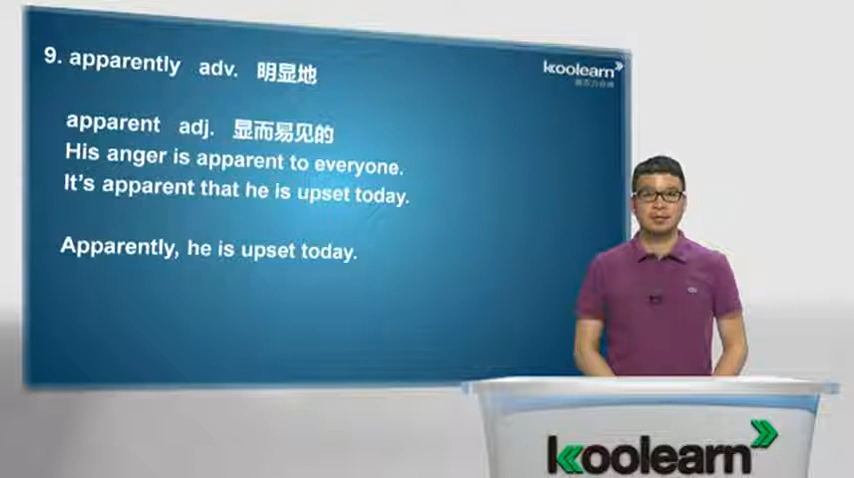 9. apparently adv. 明显地
koolearn
apparent adj. 显而易见的
His anger is apparent to everyone.
It's apparent that he is upset today.
Apparently, he is upset today.
koolearn